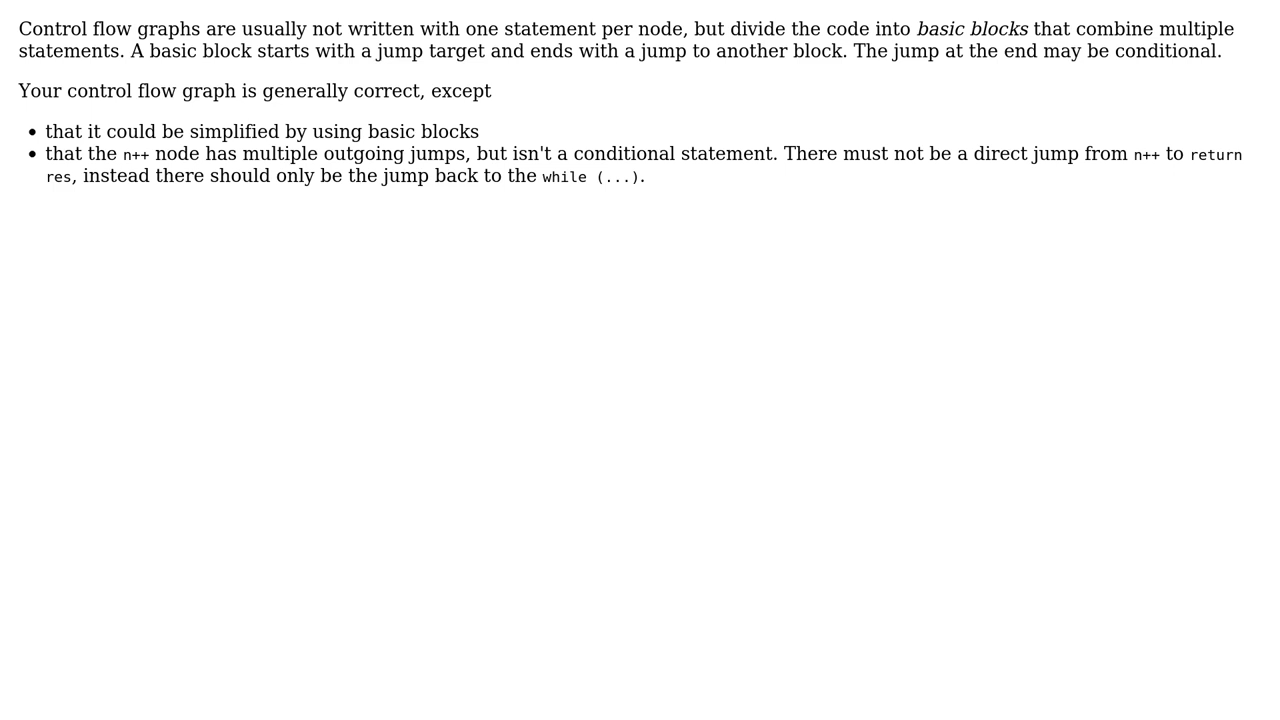 Control flow graphs are usually not written with one statement per node, but divide the code into basic blocks that combine multiple
statements. A basic block starts with a jump target and ends with a jump to another block. The jump at the end may be conditional.
Your control flow graph is generally correct, except
• that it could be simplified by using basic blocks
• that the n++ node has multiple outgoing jumps, but isn't a conditional statement. There must not be a direct jump from n++ to return
res, instead there should only be the jump back to the while (...).